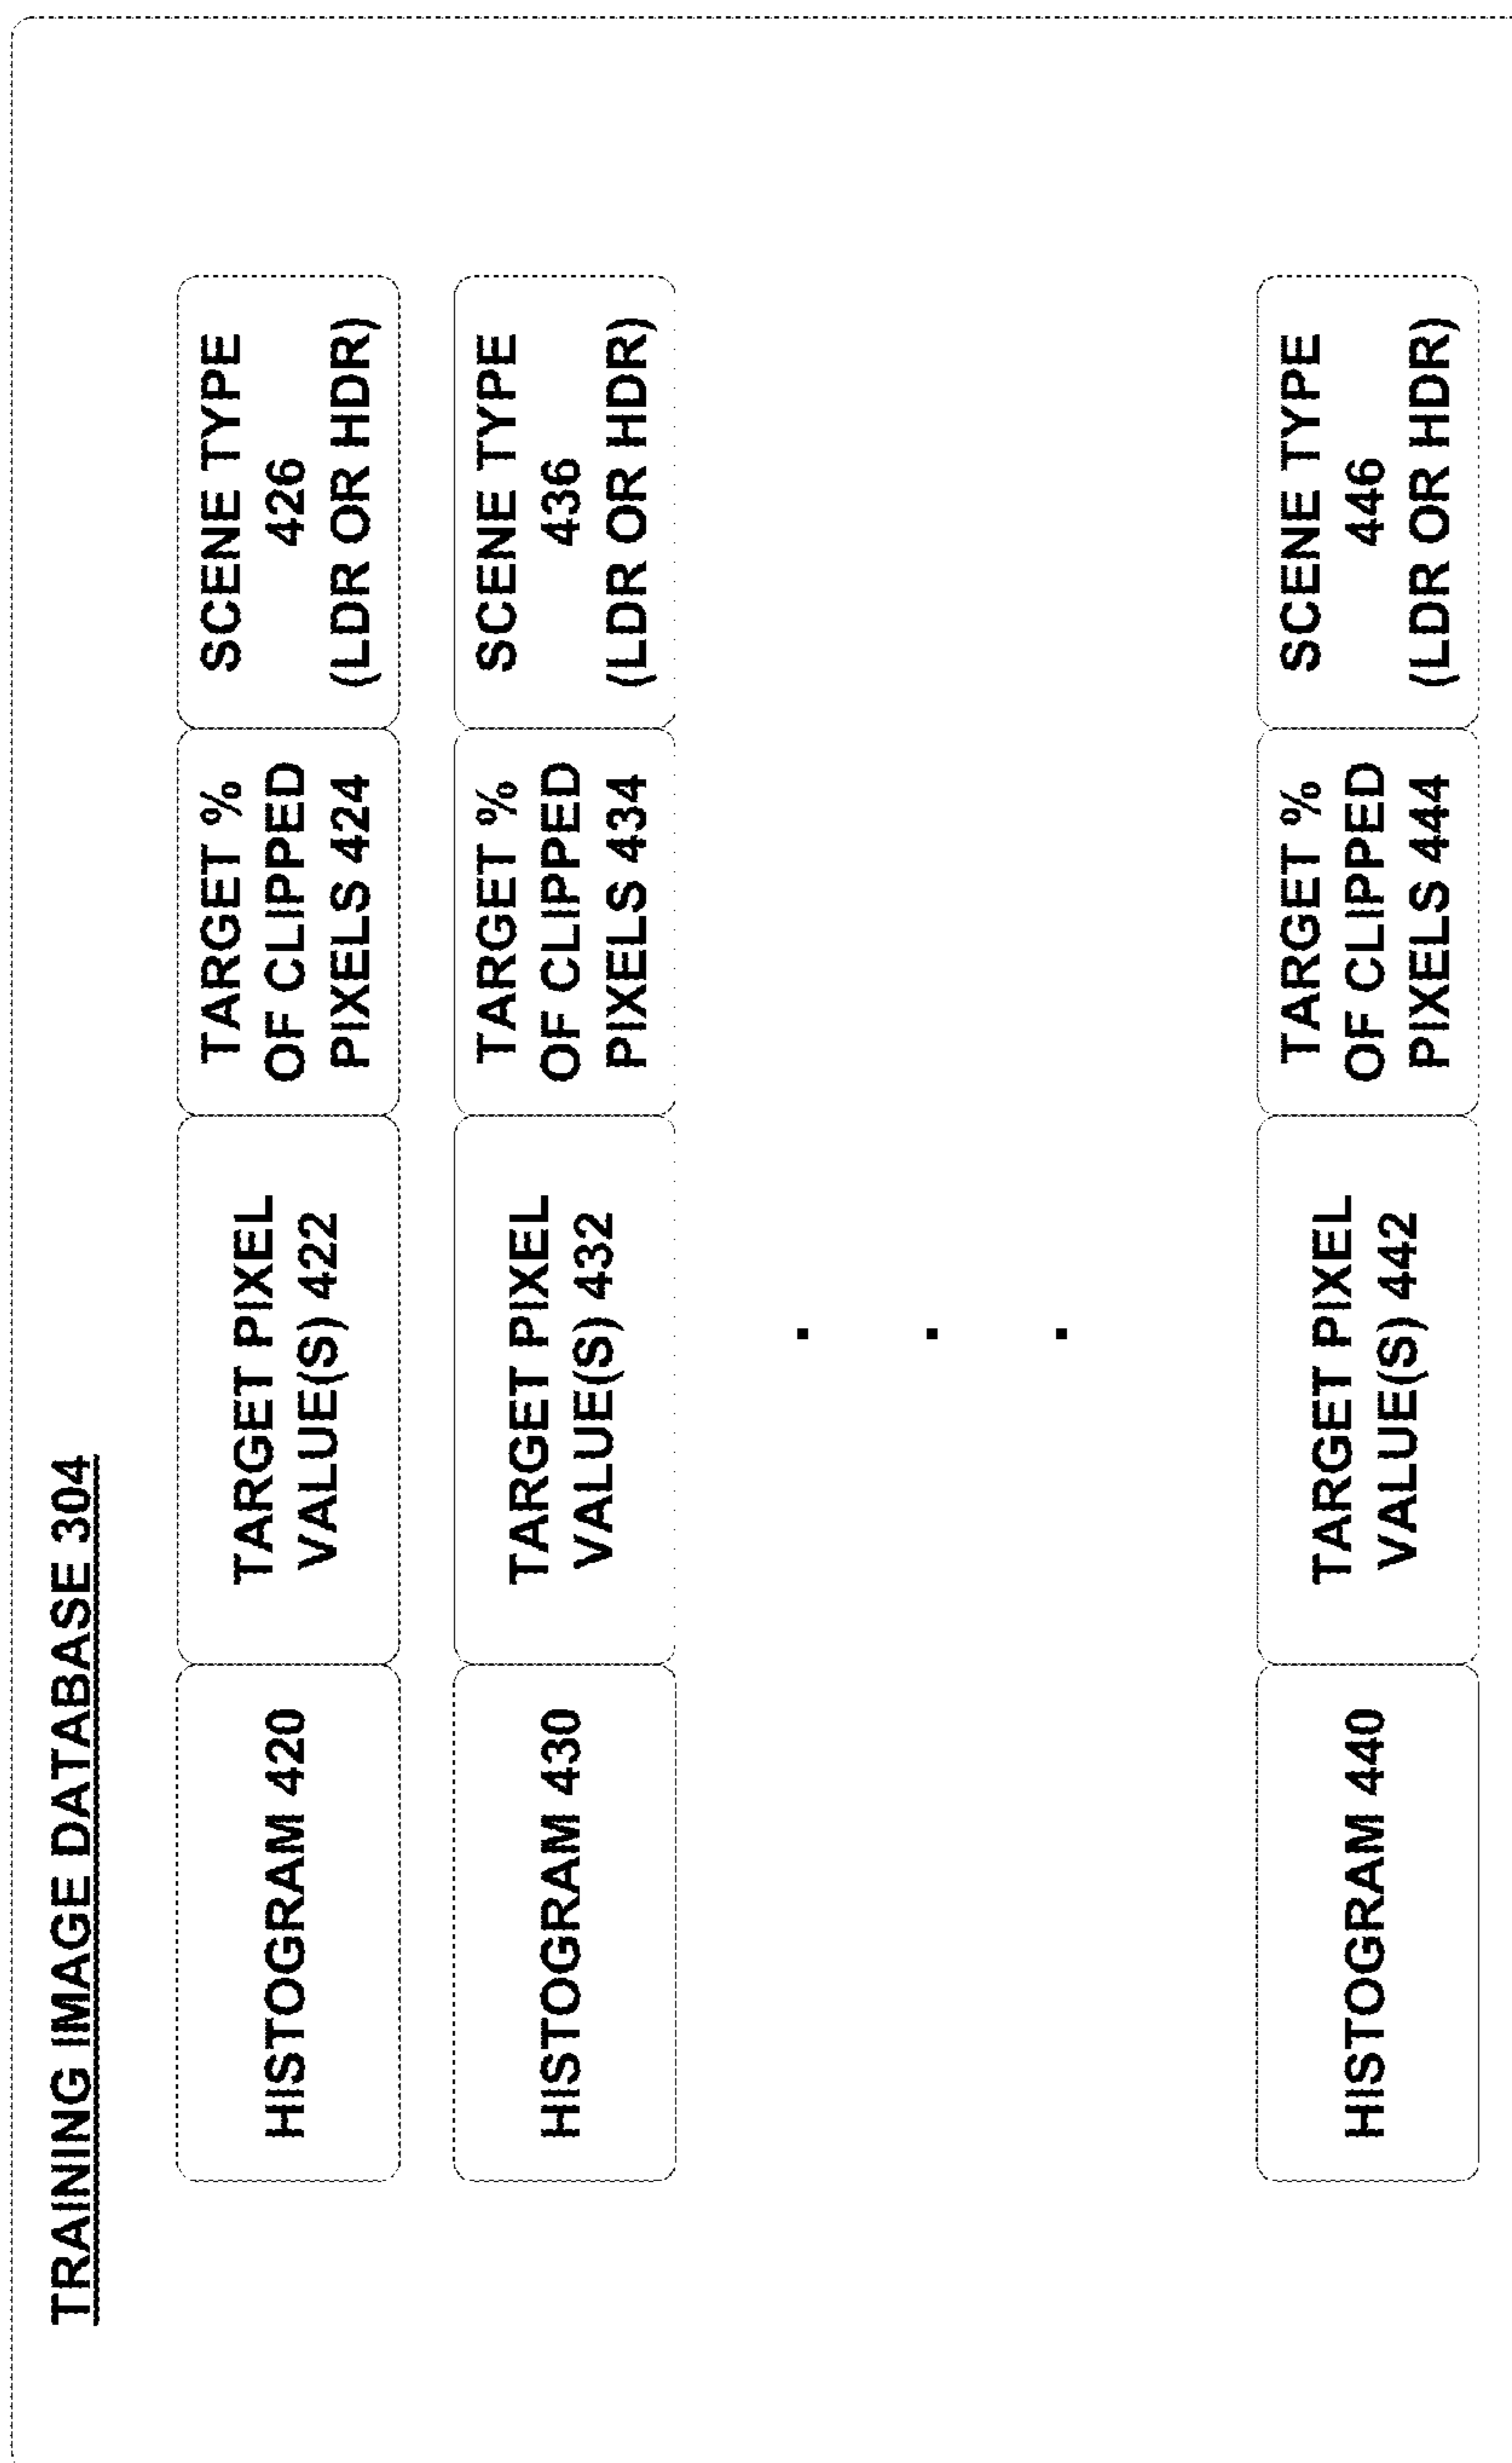 TRAINING IMAGE DATABASE 304
HISTOGRAM 420
TARGET PIXEL
VALUE(S) 422
TARGET %
OF CLIPPED
PIXELS 424
SCENE TYPE
426
(LDR OR HDR)
HISTOGRAM 430
TARGET PIXEL
VALUE(S) 432
TARGET %
OF CLIPPED
PIXELS 434
SCENE TYPE
436
(LDR OR HDR)
HISTOGRAM 440
TARGET PIXEL
VALUE(S) 442
TARGET %
OF CLIPPED
PIXELS 444
SCENE TYPE
446
(LDR OR HDR)